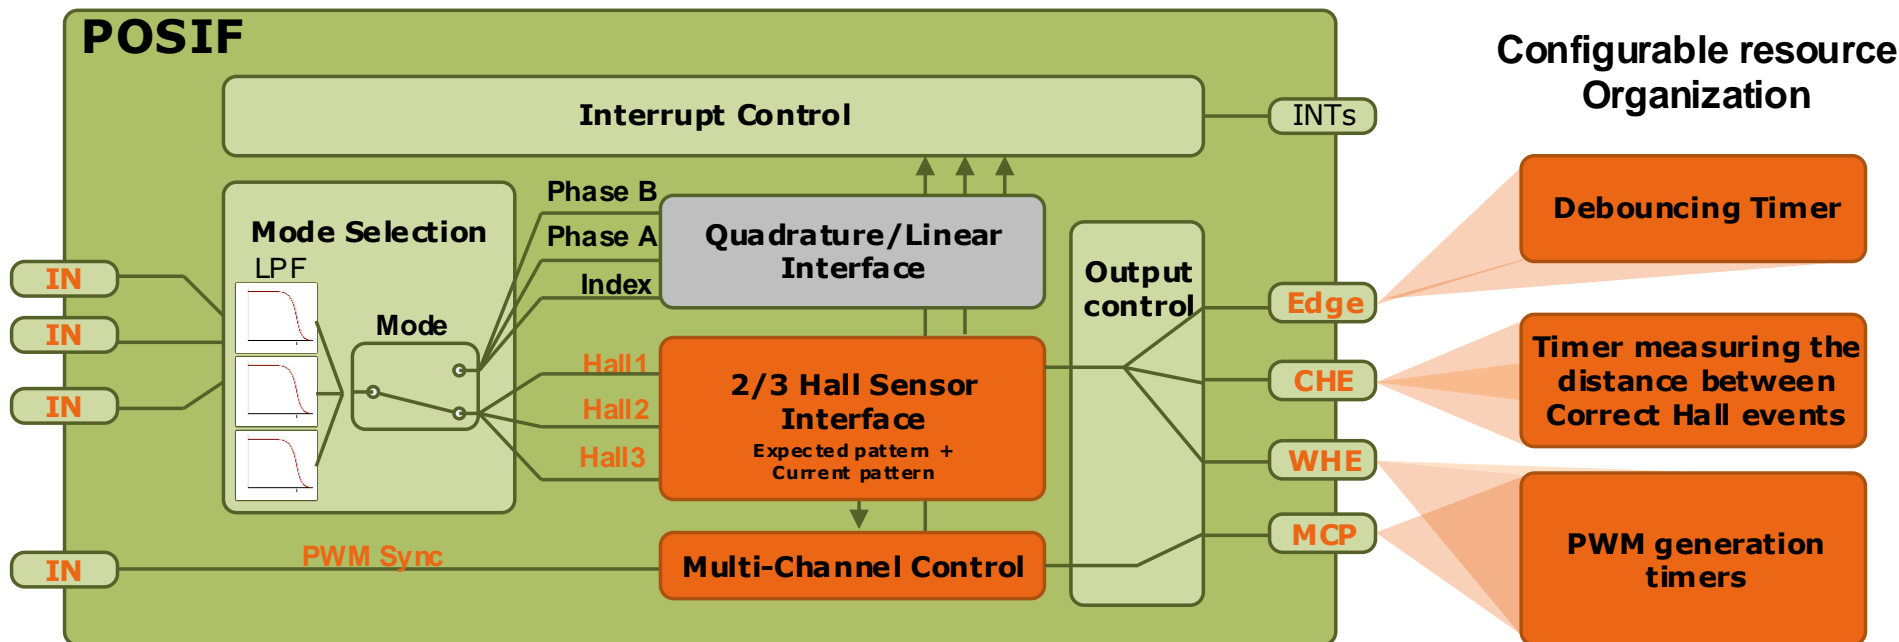 POSIF
Configurable resource
Organization
Interrupt Control
INTs
Mode Selection
LPF
Mode
IN
IN
IN
IN
Phase B
Phase A
Index
Hall1
Hall2
Hall3
PWM Sync
Quadrature/Linear
Interface
2/3 Hall Sensor
Interface
Expected pattern +
Current pattern
Multi-Channel Control
Output
control
Edge
CHE
WHE
MCP
Debouncing Timer
Timer measuring the
distance between
Correct Hall events
PWM generation
timers